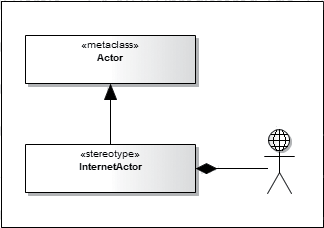 «metaclass»
Actor
«stereotype»
InternetActor